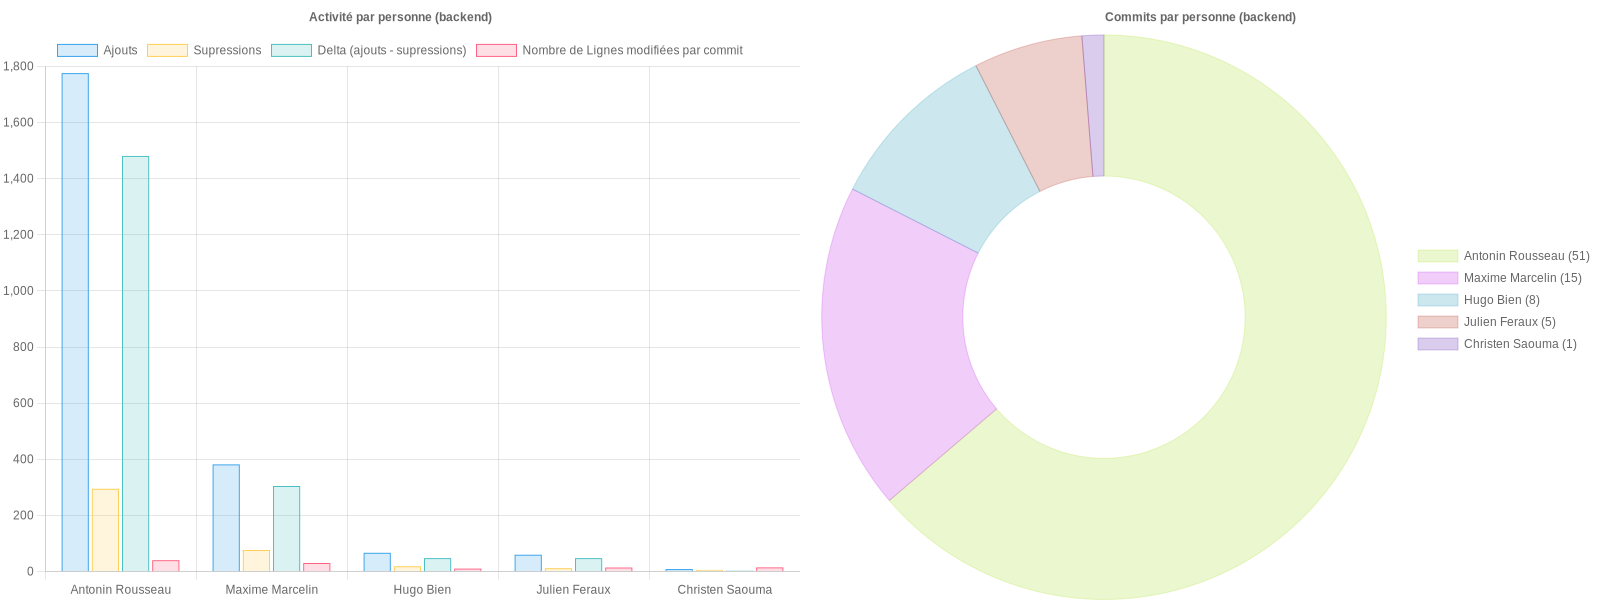 Activité par personne (backend)
Ajouts
Supressions
Delta (ajouts - supressions)
Nombre de Lignes modifiées par commit
1,800
1,600
1,400
1,200
1,000
800
600
400
200
0
Antonin Rousseau
Maxime Marcelin
Hugo Bien
Julien Feraux
Christen Saouma
Commits par personne (backend)
Antonin Rousseau (51)
Maxime Marcelin (15)
Hugo Bien (8)
Julien Feraux (5)
Christen Saouma (1)